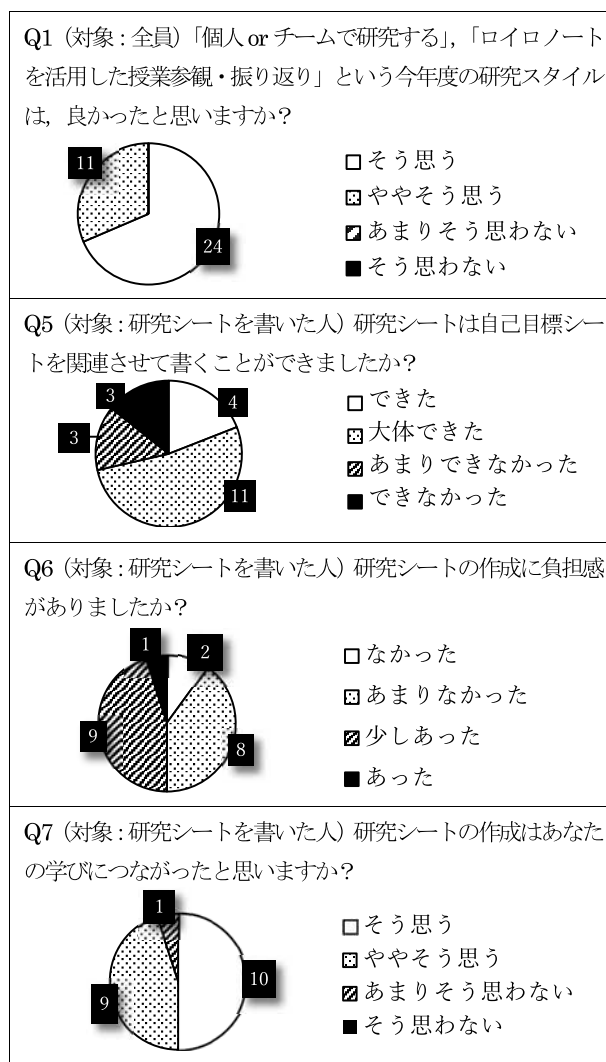 Q1（対象：全員）「個人 or チームで研究する」，「ロイロノート
を活用した授業参観・振り返り」という今年度の研究スタイル
は，良かったと思いますか？
11
24
□そう思う
ややそう思う
あまりそう思わない
■そう思わない
Q5（対象：研究シートを書いた人）研究シートは自己目標シー
トを関連させて書くことができましたか？
3
4
3
11
□できた
大体できた
あまりできなかった
■できなかった
Q6（対象：研究シートを書いた人）研究シートの作成に負担感
がありましたか？
1
2
9
8
□なかった
あまりなかった
少しあった
■あった
Q7（対象：研究シートを書いた人）研究シートの作成はあなた
の学びにつながったと思いますか？
1
10
9
□そう思う
ややそう思う
あまりそう思わない
■そう思わない